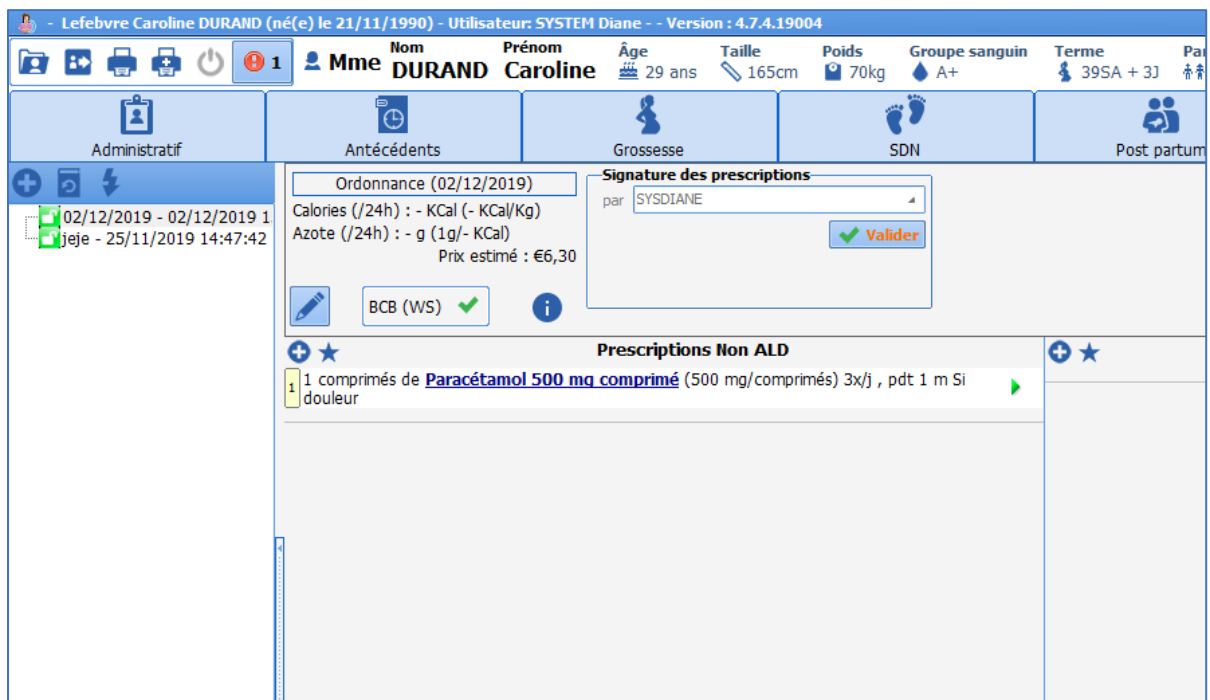 - Lefebvre Caroline DURAND (né(e) le 21/11/1990) - Utilisateur: SYSTEM Diane - - Version : 4.7.4.19004
1 Mme Nom DURAND Prénom Caroline Âge 29 ans Taille 165cm Poids 70kg Groupe sanguin A+ Terme 39SA + 3J Pa
Administratif Antécédents Grossesse SDN Post partum
02/12/2019 - 02/12/2019 1
jeje - 25/11/2019 14:47:42
Ordonnance (02/12/2019)
Calories (/24h) : - KCal (- KCal/Kg)
Azote (/24h) : - g (1g/- KCal)
Prix estimé : €6,30
BCB (WS)
Signature des prescriptions
par SYSDIANE
Valider
Prescriptions Non ALD
1 1 comprimés de Paracétamol 500 mg comprimé (500 mg/comprimés) 3x/j , pdt 1 m Si
douleur